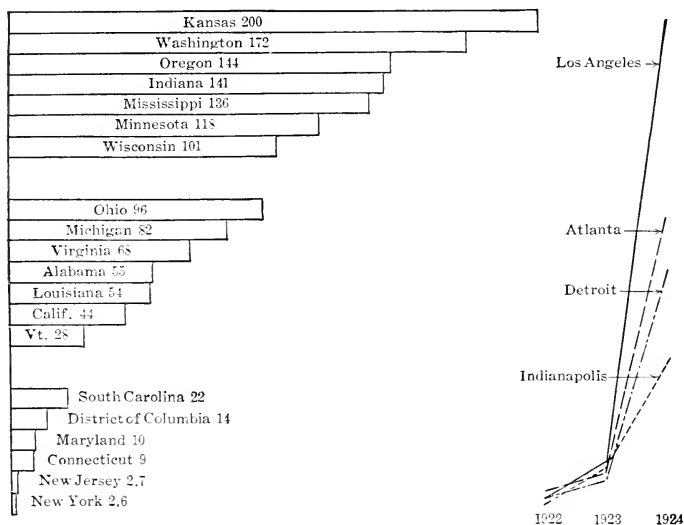 Kansas 200
Washington 172
Oregon 144
Indiana 141
Mississippi 136
Minnesota 118
Wisconsin 101
Ohio 96
Michigan 82
Virginia 68
Alabama 55
Louisiana 54
Calif. 44
Vt. 28
South Carolina 22
District of Columbia 14
Maryland 10
Connecticut 9
New Jersey 2.7
New York 2.6
Los Angeles
Atlanta
Detroit
Indianapolis
1922 1923 1924